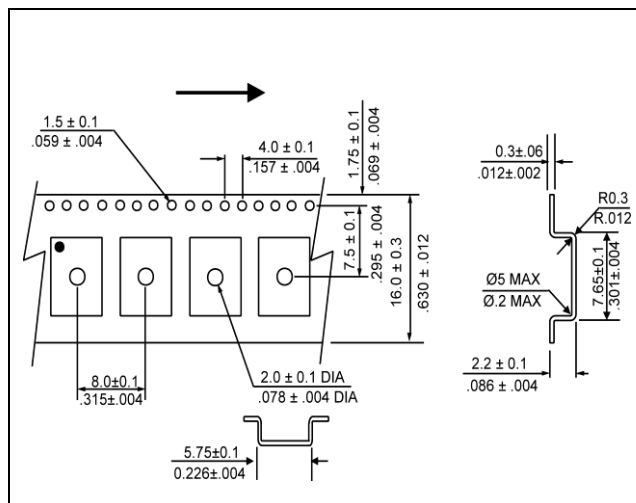 1.5 ± 0.1
.059 ± .004
4.0 ± 0.1
.157 ± .004
1.75 ± 0.1
.069 ± .004
0.3±.06
.012±.002
R0.3
R.012
7.5 ± 0.1
.295 ± .004
16.0 ± 0.3
.630 ± .012
7.65±0.1
.301±.004
Ø5 MAX
Ø.2 MAX
8.0±0.1
.315±.004
2.0 ± 0.1 DIA
.078 ± .004 DIA
2.2 ± 0.1
.086 ± .004
5.75±0.1
0.226±.004